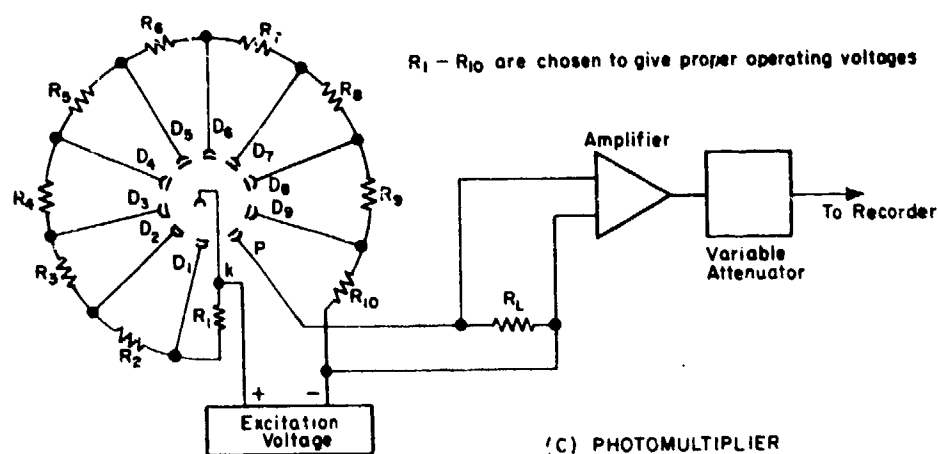 R6
R7
R1 – R10 are chosen to give proper operating voltages
R5
R8
D5
D6
D7
Amplifier
D4
D8
R4
D3
D9
R9
To Recorder
D2
P
Variable
Attenuator
D1
k
R3
R10
R1
RL
R2
+
–
Excitation
Voltage
(C) PHOTOMULTIPLIER